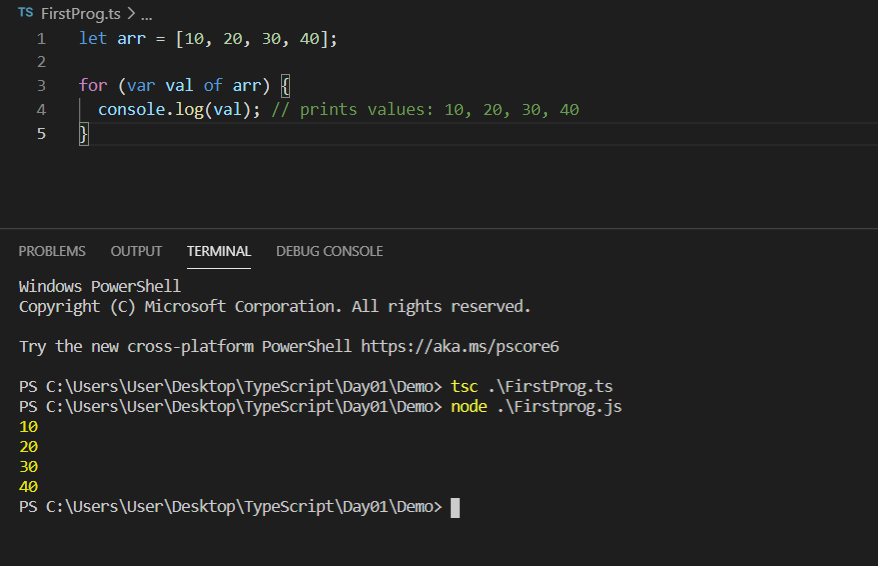 TS FirstProg.ts > ...
1 let arr = [10, 20, 30, 40];
2
3 for (var val of arr) {
4 console.log(val); // prints values: 10, 20, 30, 40
5 }
PROBLEMS OUTPUT TERMINAL DEBUG CONSOLE
Windows PowerShell
Copyright (C) Microsoft Corporation. All rights reserved.
Try the new cross-platform PowerShell https://aka.ms/pscore6
PS C:\Users\User\Desktop\TypeScript\Day01\Demo> tsc .\FirstProg.ts
PS C:\Users\User\Desktop\TypeScript\Day01\Demo> node .\Firstprog.js
10
20
30
40
PS C:\Users\User\Desktop\TypeScript\Day01\Demo>